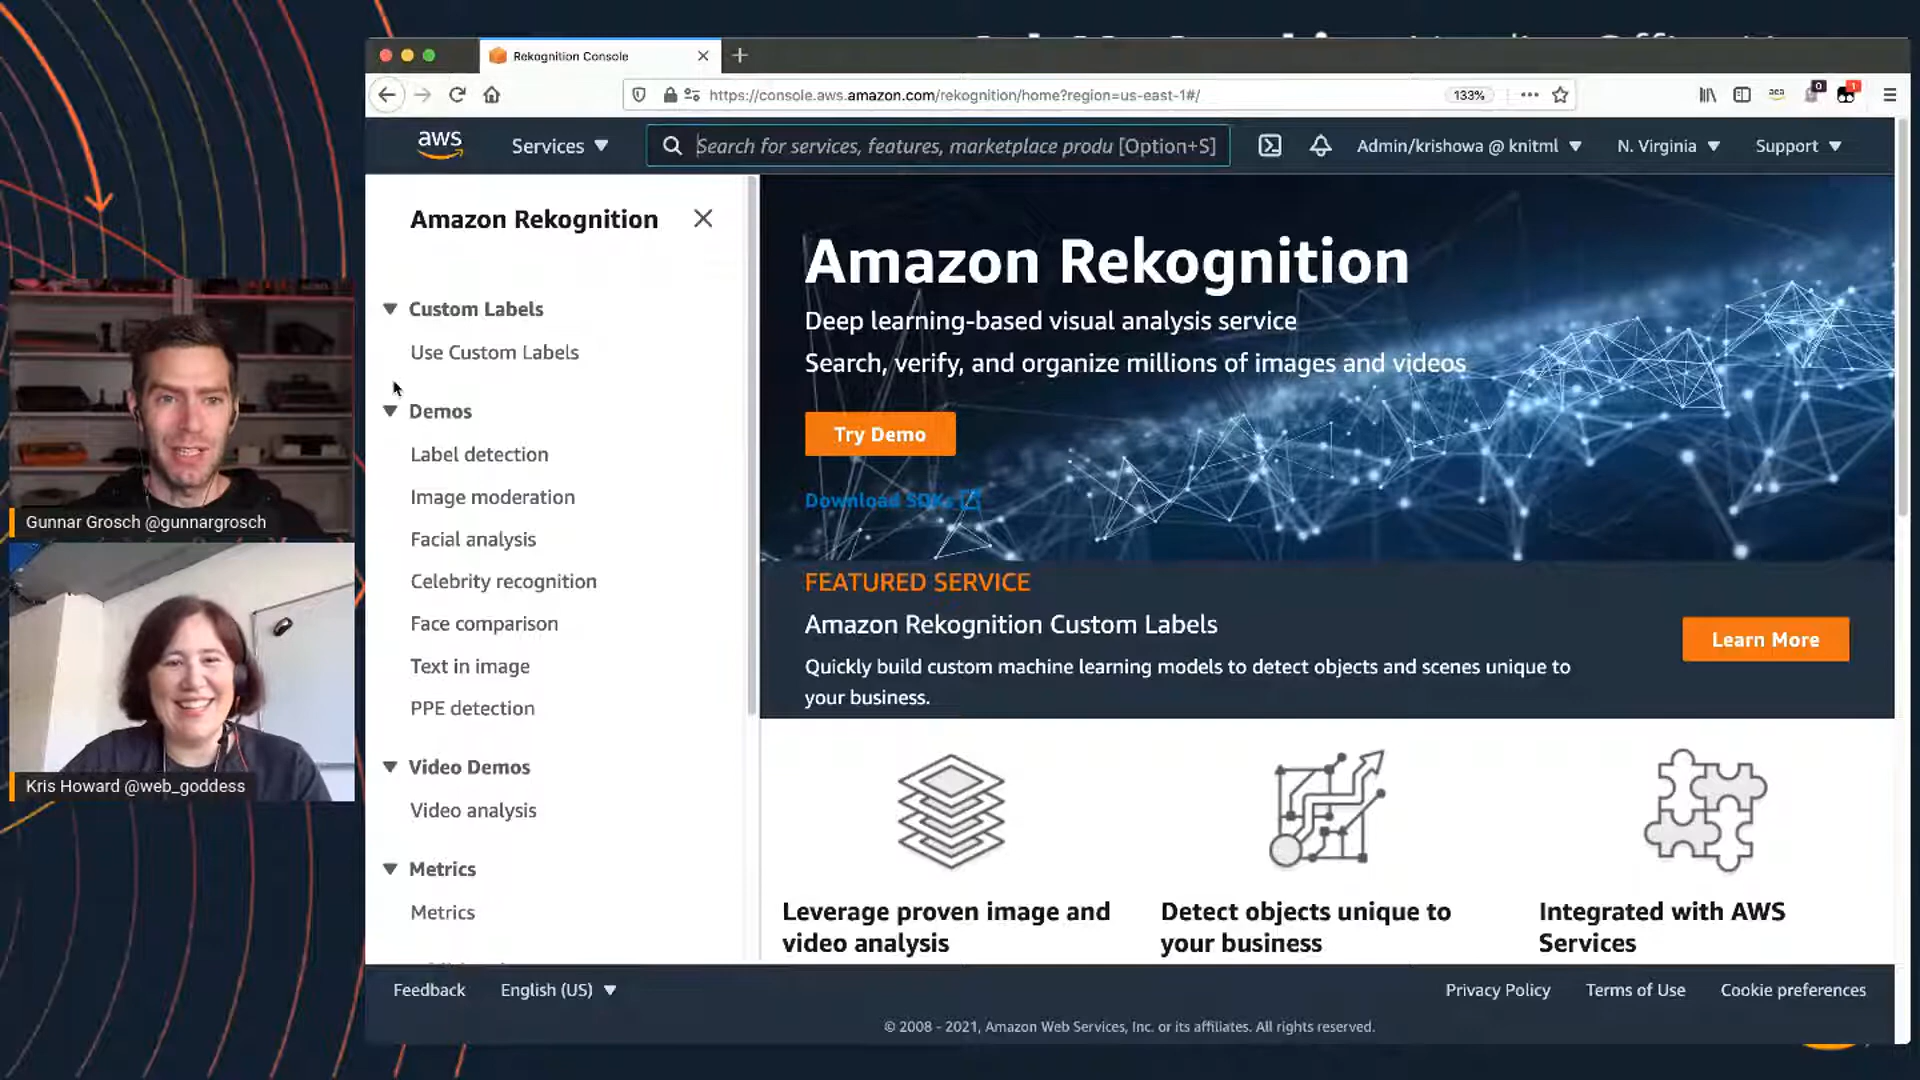 Rekognition Console
https://console.aws.amazon.com/rekognition/home?region=us-east-1#/
133%
0
1
aws
Services
Search for services, features, marketplace produ [Option+S]
Admin/krishowa @ knitml
N. Virginia
Support
Amazon Rekognition
Custom Labels
Use Custom Labels
Demos
Label detection
Image moderation
Facial analysis
Celebrity recognition
Face comparison
Text in image
PPE detection
Video Demos
Video analysis
Metrics
Metrics
Amazon Rekognition
Deep learning-based visual analysis service
Search, verify, and organize millions of images and videos
Try Demo
Download SDKs
FEATURED SERVICE
Amazon Rekognition Custom Labels
Quickly build custom machine learning models to detect objects and scenes unique to
your business.
Learn More
Leverage proven image and
video analysis
Detect objects unique to
your business
Integrated with AWS
Services
Feedback
English (US)
Privacy Policy
Terms of Use
Cookie preferences
© 2008 - 2021, Amazon Web Services, Inc. or its affiliates. All rights reserved.
Gunnar Grosch @gunnargrosch
Kris Howard @web_goddess